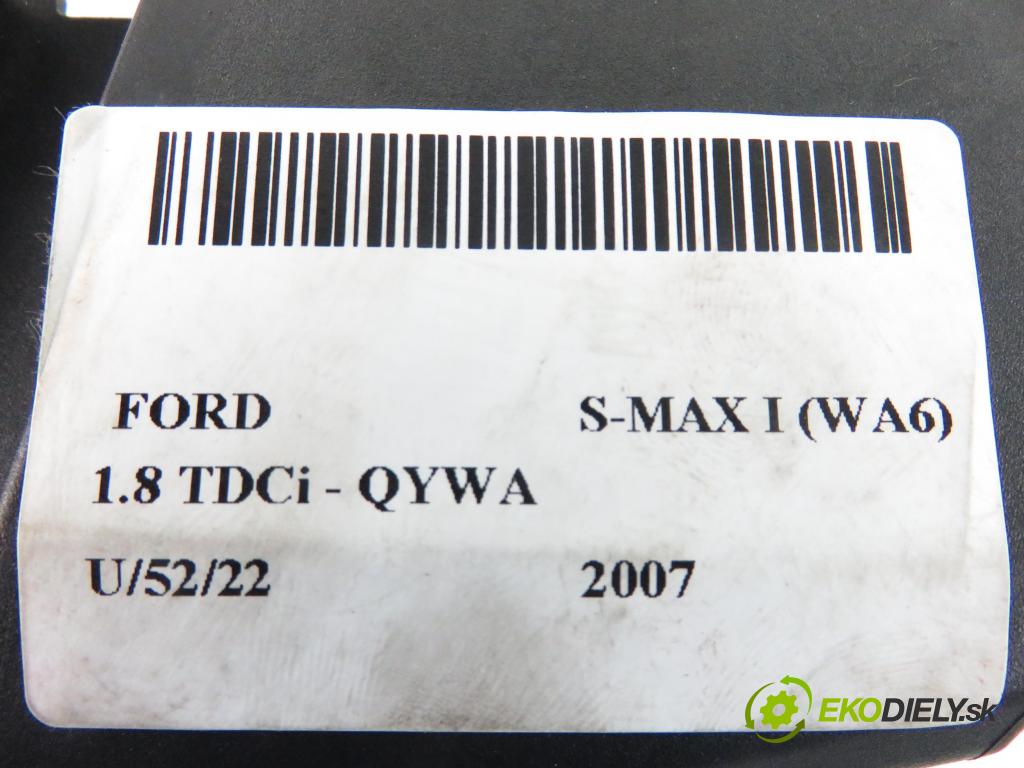 FORD S-MAX I (WA6)
1.8 TDCi - QYWA
U/52/22 2007
EKODIELY.sk